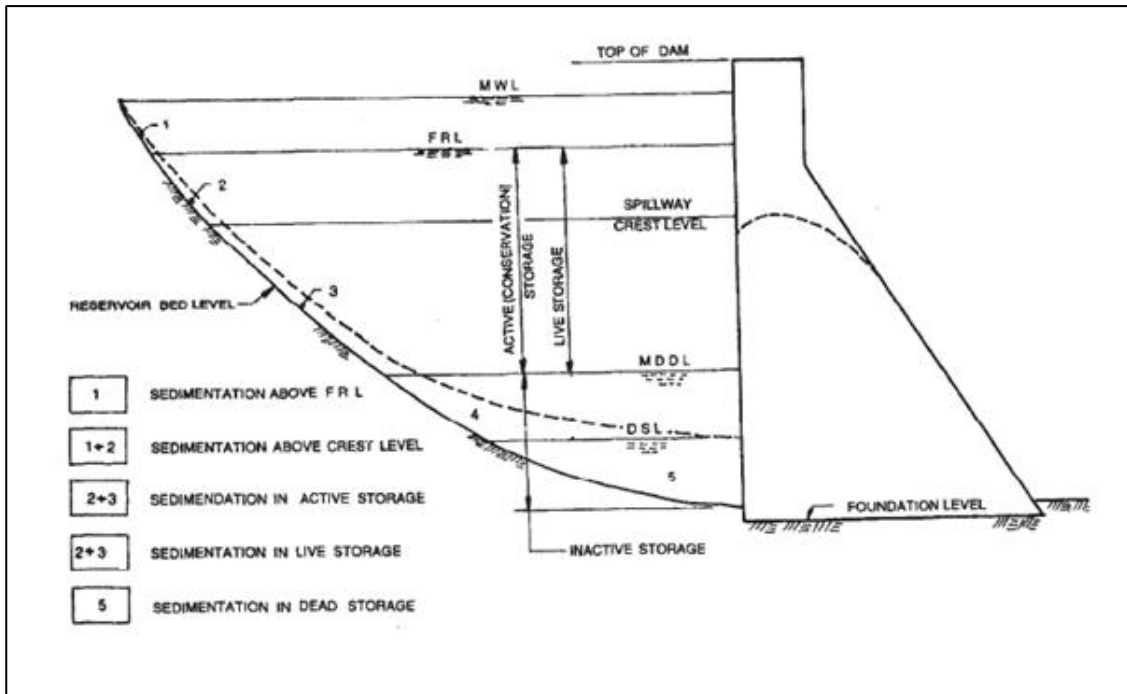 TOP OF DAM
MWL
1
FRL
2
SPILLWAY
CREST LEVEL
ACTIVE (CONSERVATION)
STORAGE
LIVE STORAGE
3
RESERVOIR BED LEVEL
MDDL
4
DSL
5
FOUNDATION LEVEL
INACTIVE STORAGE
1 SEDIMENTATION ABOVE FRL
1+2 SEDIMENTATION ABOVE CREST LEVEL
2+3 SEDIMENDATION IN ACTIVE STORAGE
2+3 SEDIMENTATION IN LIVE STORAGE
5 SEDIMENTATION IN DEAD STORAGE